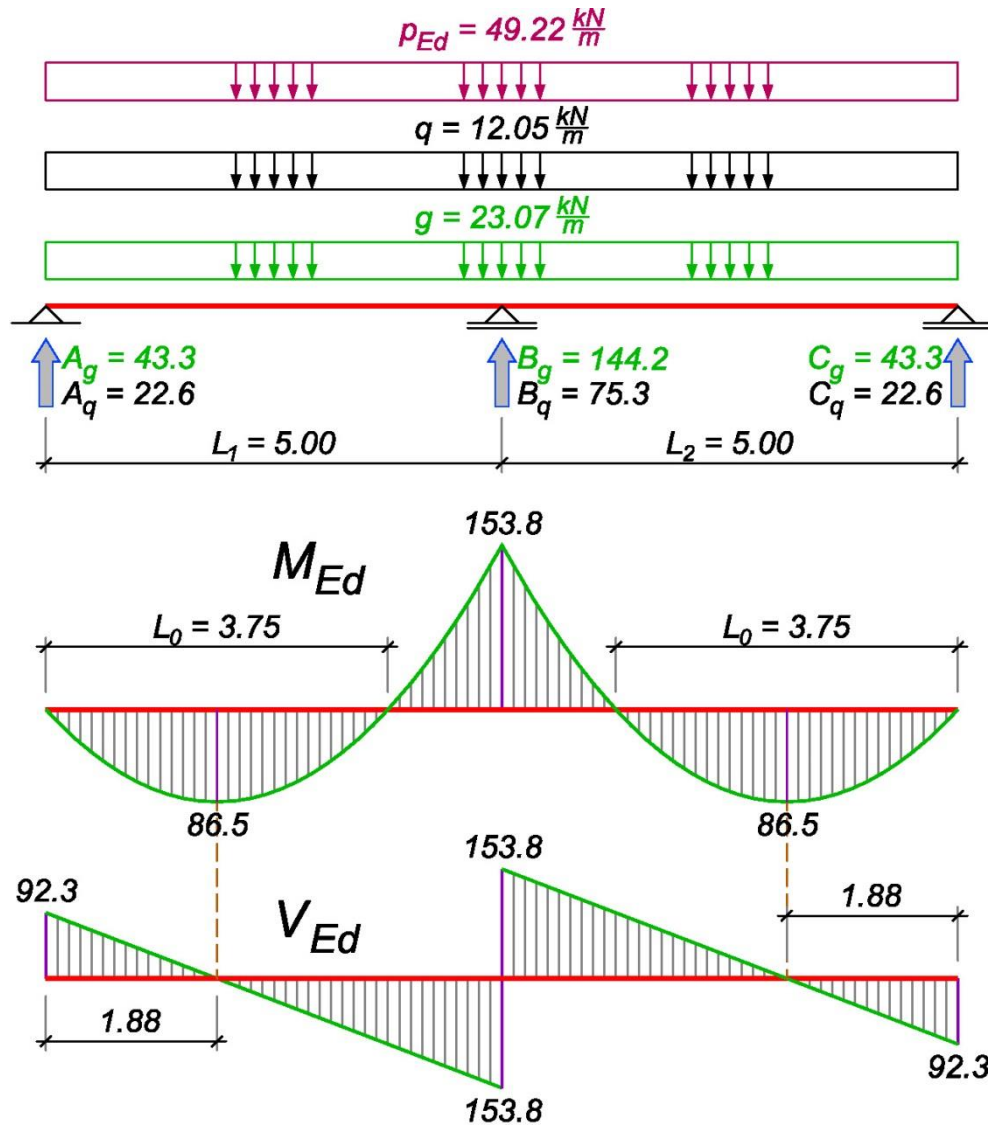 p_Ed = 49.22 kN/m
q = 12.05 kN/m
g = 23.07 kN/m
A_g = 43.3 B_g = 144.2 C_g = 43.3
A_q = 22.6 B_q = 75.3 C_q = 22.6
L_1 = 5.00 L_2 = 5.00
153.8
M_Ed
L_0 = 3.75 L_0 = 3.75
86.5 86.5
153.8
92.3 1.88
V_Ed
1.88
92.3
153.8